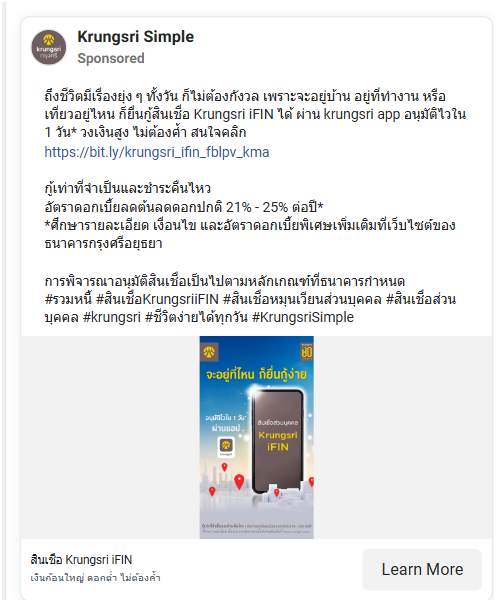 Krungsri Simple
Sponsored
krungsri
กรุงศรี
ถึงชีวิตมีเรื่องยุ่ง ๆ ทั้งวัน ก็ไม่ต้องกังวล เพราะจะอยู่บ้าน อยู่ที่ทำงาน หรือ
เที่ยวอยู่ไหน ก็ยื่นกู้สินเชื่อ Krungsri iFIN ได้ ผ่าน krungsri app อนุมัติไวใน
1 วัน* วงเงินสูง ไม่ต้องค้ำ สนใจคลิก
https://bit.ly/krungsri_ifin_fblpv_kma
กู้เท่าที่จำเป็นและชำระคืนไหว
อัตราดอกเบี้ยลดต้นลดดอกปกติ 21% - 25% ต่อปี*
*ศึกษารายละเอียด เงื่อนไข และอัตราดอกเบี้ยพิเศษเพิ่มเติมที่เว็บไซต์ของ
ธนาคารกรุงศรีอยุธยา
การพิจารณาอนุมัติสินเชื่อเป็นไปตามหลักเกณฑ์ที่ธนาคารกำหนด
#รวมหนี้ #สินเชื่อKrungsriiFIN #สินเชื่อหมุนเวียนส่วนบุคคล #สินเชื่อส่วน
บุคคล #krungsri #ชีวิตง่ายได้ทุกวัน #KrungsriSimple
จะอยู่ที่ไหน ก็ยื่นกู้ง่าย
อนุมัติไวใน 1 วัน*
ผ่านแอป
krungsri
สินเชื่อส่วนบุคคล
Krungsri
iFIN
สินเชื่อ Krungsri iFIN
เงินก้อนใหญ่ ดอกต่ำ ไม่ต้องค้ำ
Learn More